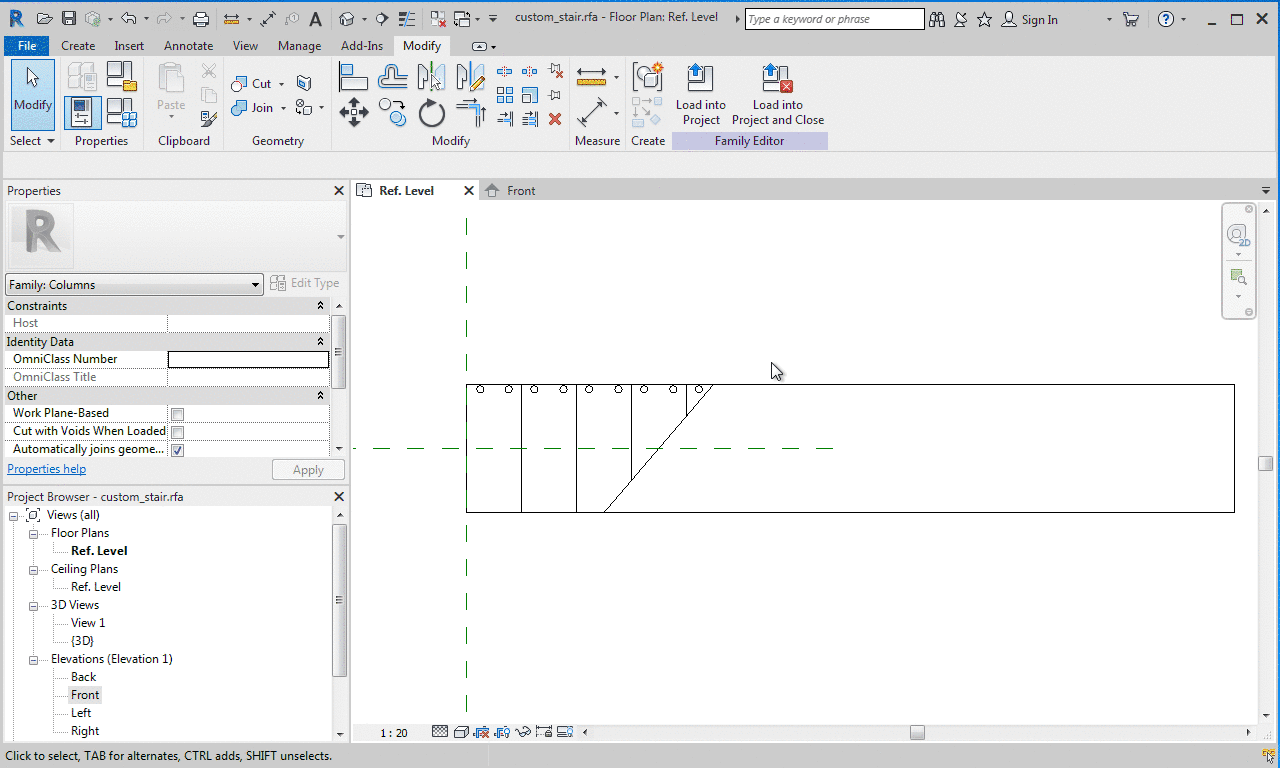 custom_stair.rfa - Floor Plan: Ref. Level
Type a keyword or phrase
Sign In
File Create Insert Annotate View Manage Add-Ins Modify
Modify
Paste
Cut
Join
Load into
Project
Load into
Project and Close
Select Properties Clipboard Geometry Modify Measure Create Family Editor
Properties
Ref. Level
Front
2D
R
Family: Columns
Edit Type
Constraints
Host
Identity Data
OmniClass Number
OmniClass Title
Other
Work Plane-Based
Cut with Voids When Loaded
Automatically joins geome...
Properties help
Apply
Project Browser - custom_stair.rfa
Views (all)
Floor Plans
Ref. Level
Ceiling Plans
Ref. Level
3D Views
View 1
{3D}
Elevations (Elevation 1)
Back
Front
Left
Right
1 : 20
Click to select, TAB for alternates, CTRL adds, SHIFT unselects.